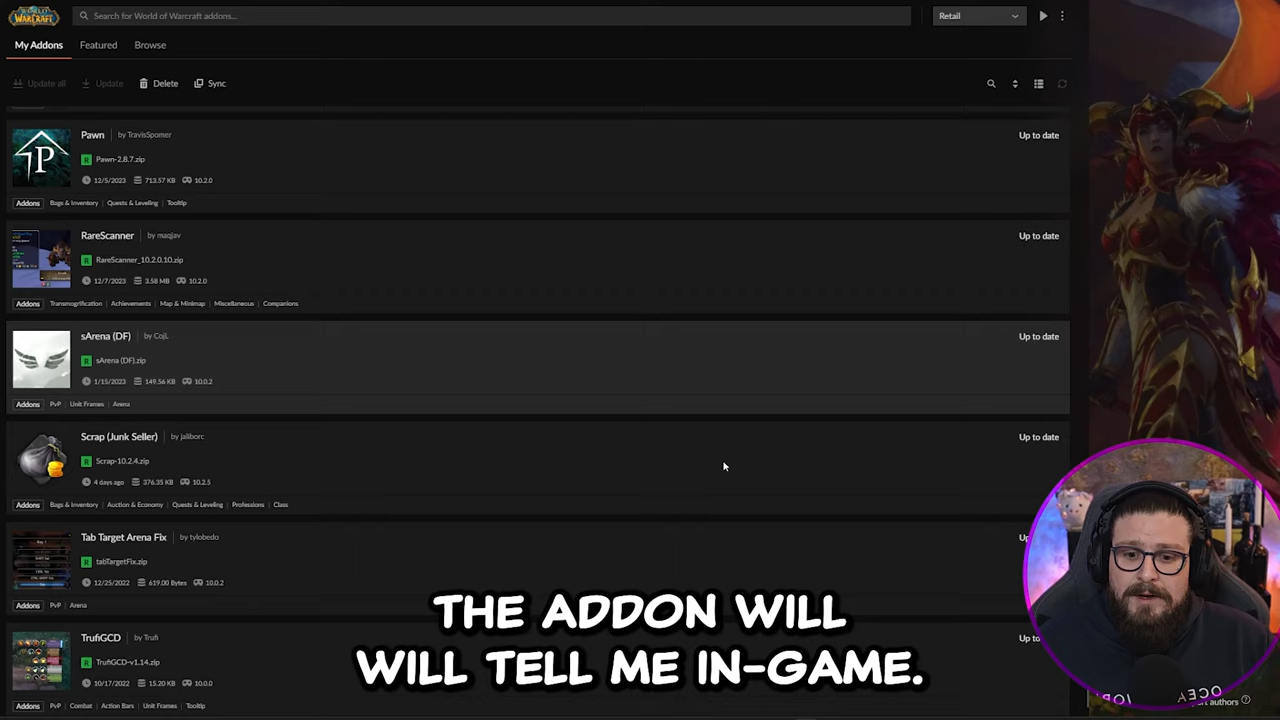 WORLD WARCRAFT
Search for World of Warcraft addons...
Retail
My Addons Featured Browse
Update all Update Delete Sync
Pawn by TravisSpomer
Up to date
R Pawn-2.8.7.zip
12/5/2023 713.57 KB 10.2.0
Addons Bags & Inventory Quests & Leveling Tooltip
RareScanner by maqjav
Up to date
R RareScanner_10.2.0.10.zip
12/7/2023 3.58 MB 10.2.0
Addons Transmogrification Achievements Map & Minimap Miscellaneous Companions
sArena (DF) by CojL
Up to date
R sArena (DF).zip
1/15/2023 149.56 KB 10.0.2
Addons PvP Unit Frames Arena
Scrap (Junk Seller) by jaliborc
Up to date
R Scrap-10.2.4.zip
4 days ago 376.35 KB 10.2.5
Addons Bags & Inventory Auction & Economy Quests & Leveling Professions Class
Tab Target Arena Fix by tylobedo
R tabTargetFix.zip
12/25/2022 619.00 Bytes 10.0.2
Addons PvP Arena
THE ADDON WILL
WILL TELL ME IN-GAME.
TrufiGCD by Trufi
R TrufiGCD-v1.14.zip
10/17/2022 15.20 KB 10.0.0
Addons PvP Combat Action Bars Unit Frames Tooltip
authors